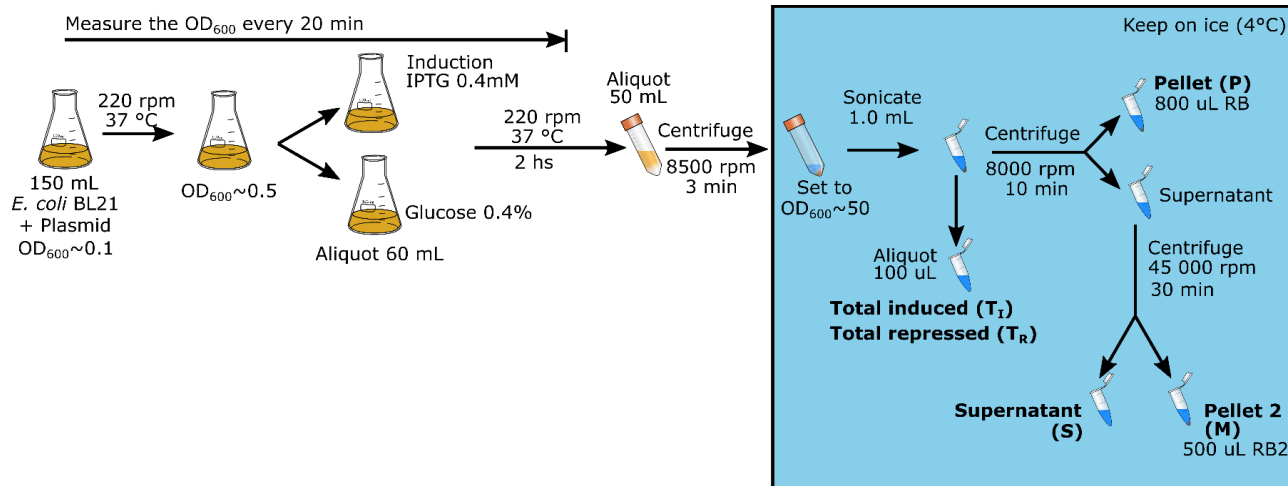 Measure the OD600 every 20 min
220 rpm
37 °C
150 mL
E. coli BL21
+ Plasmid
OD600~0.1
OD600~0.5
Induction
IPTG 0.4mM
Glucose 0.4%
Aliquot 60 mL
220 rpm
37 °C
2 hs
Aliquot
50 mL
Centrifuge
8500 rpm
3 min
Keep on ice (4°C)
Set to
OD600~50
Sonicate
1.0 mL
Aliquot
100 uL
Total induced (TI)
Total repressed (TR)
Centrifuge
8000 rpm
10 min
Pellet (P)
800 uL RB
Supernatant
Centrifuge
45 000 rpm
30 min
Supernatant
(S)
Pellet 2
(M)
500 uL RB2